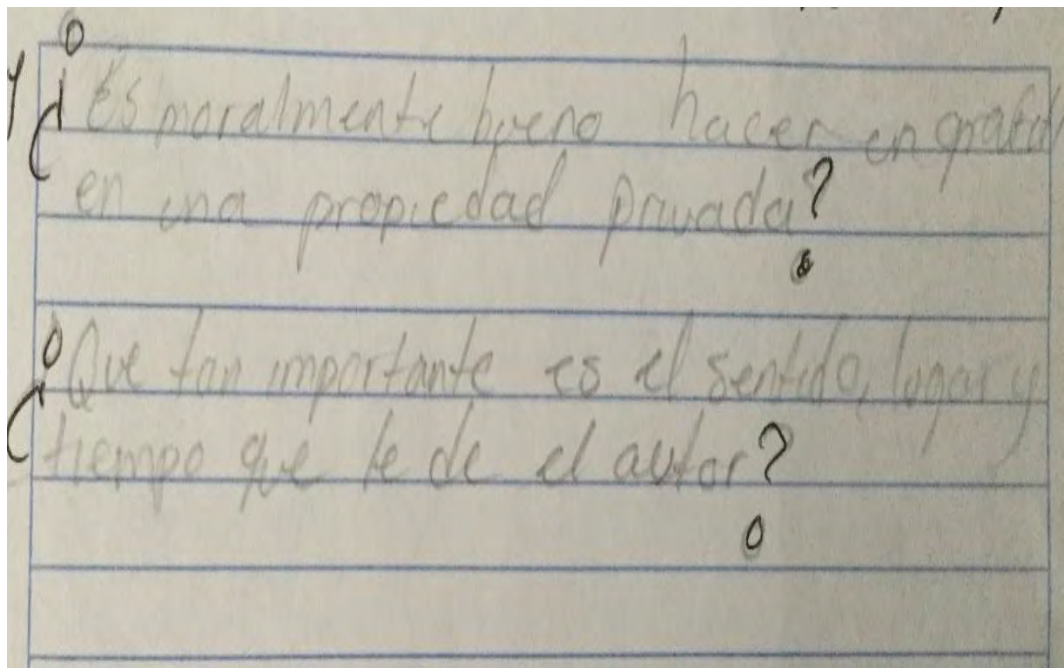 ¿Es moralmente bueno hacer en grafiti
en una propiedad privada?
¿Que tan importante es el sentido, lugar y
tiempo que le de el autor?